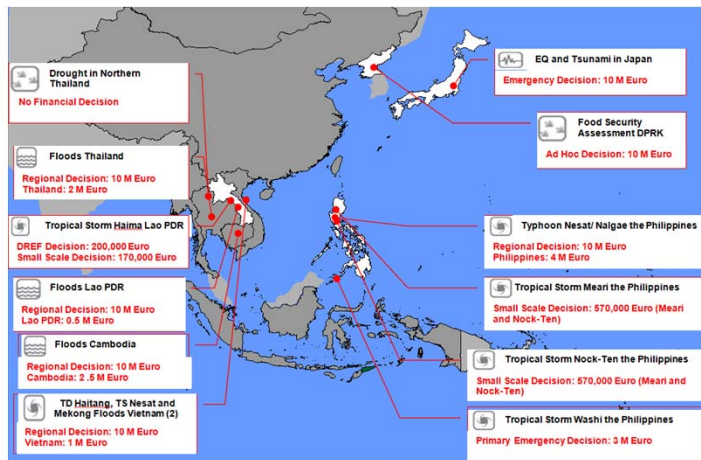 Drought in Northern
Thailand
No Financial Decision
Floods Thailand
Regional Decision: 10 M Euro
Thailand: 2 M Euro
Tropical Storm Haima Lao PDR
DREF Decision: 200,000 Euro
Small Scale Decision: 170,000 Euro
Floods Lao PDR
Regional Decision: 10 M Euro
Lao PDR: 0.5 M Euro
Floods Cambodia
Regional Decision: 10 M Euro
Cambodia: 2 .5 M Euro
TD Haitang, TS Nesat and
Mekong Floods Vietnam (2)
Regional Decision: 10 M Euro
Vietnam: 1 M Euro
EQ and Tsunami in Japan
Emergency Decision: 10 M Euro
Food Security
Assessment DPRK
Ad Hoc Decision: 10 M Euro
Typhoon Nesat/ Nalgae the Philippines
Regional Decision: 10 M Euro
Philippines: 4 M Euro
Tropical Storm Meari the Philippines
Small Scale Decision: 570,000 Euro (Meari
and Nock-Ten)
Tropical Storm Nock-Ten the Philippines
Small Scale Decision: 570,000 Euro (Meari
and Nock-Ten)
Tropical Storm Washi the Philippines
Primary Emergency Decision: 3 M Euro